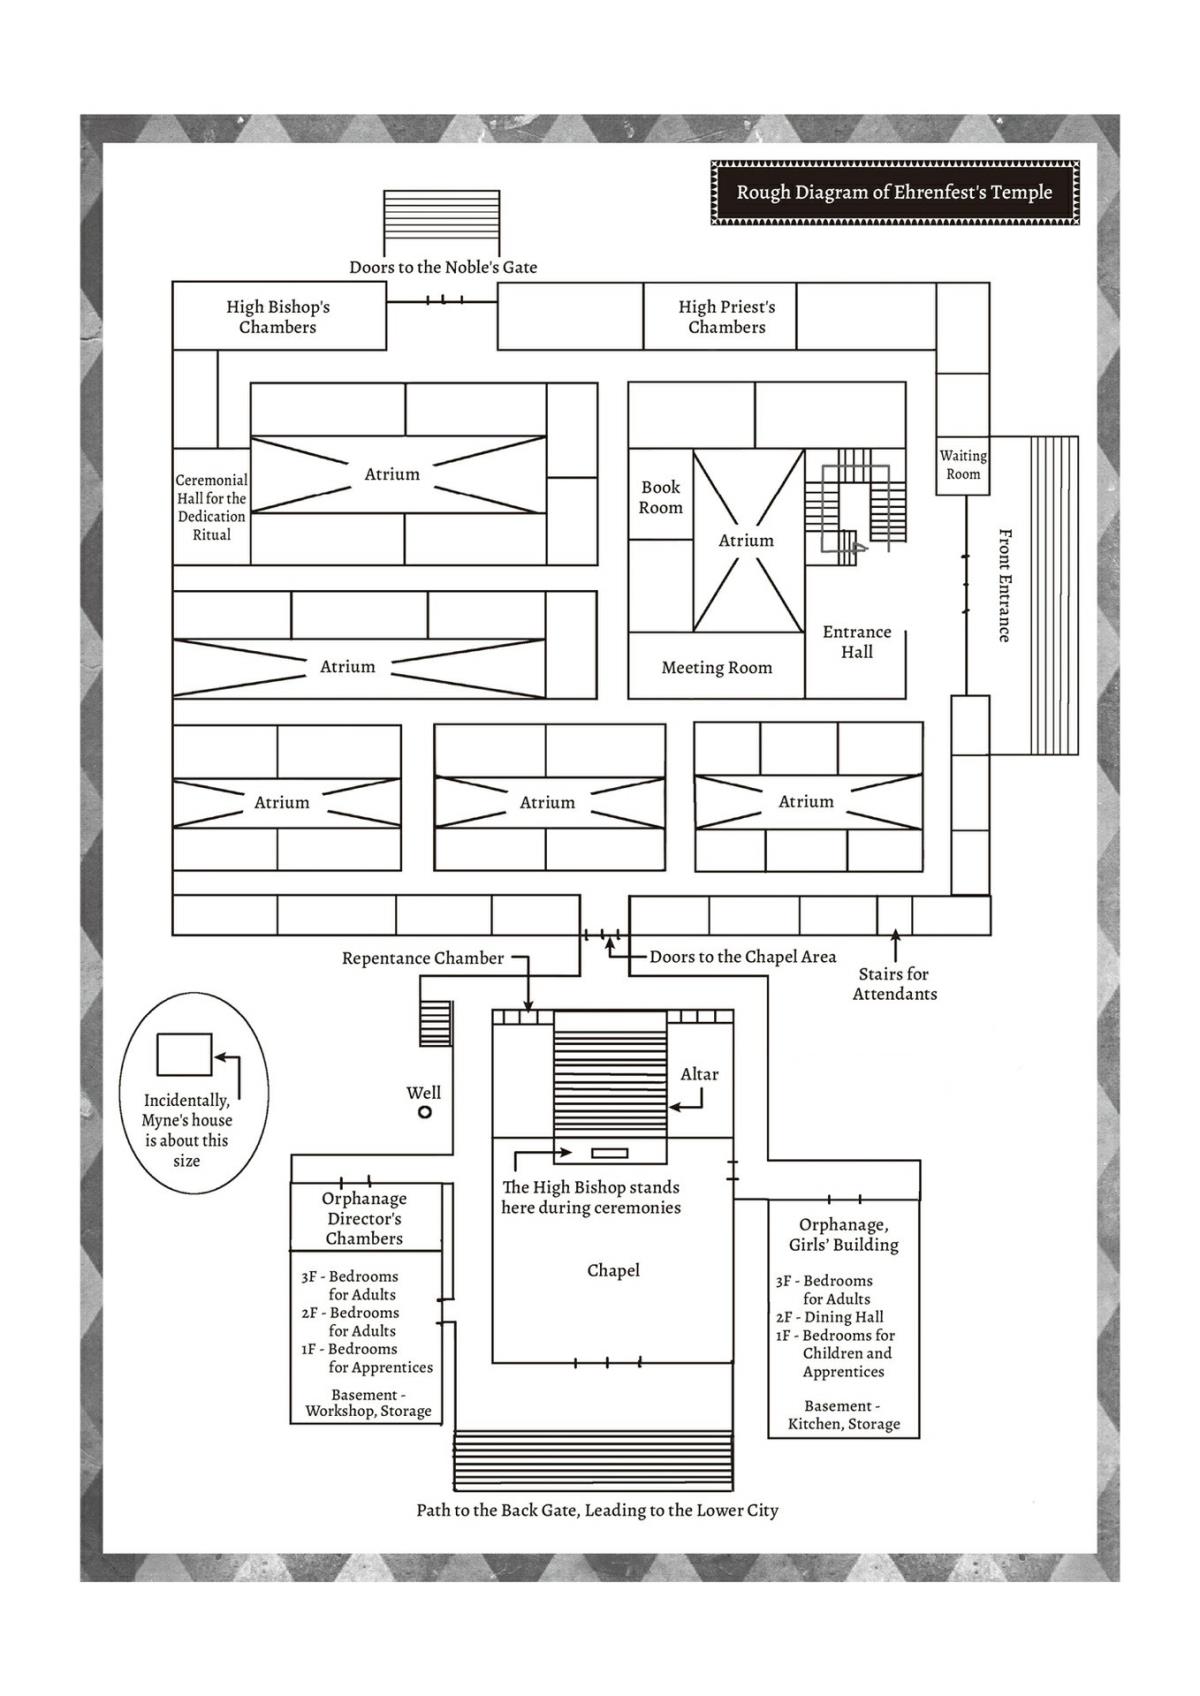 Rough Diagram of Ehrenfest's Temple
Doors to the Noble's Gate
High Bishop's
Chambers
High Priest's
Chambers
Waiting
Room
Ceremonial
Hall for the
Dedication
Ritual
Atrium
Book
Room
Atrium
Front Entrance
Entrance
Hall
Atrium
Meeting Room
Atrium
Atrium
Atrium
Repentance Chamber
Doors to the Chapel Area
Stairs for
Attendants
Incidentally,
Myne's house
is about this
size
Well
Altar
The High Bishop stands
here during ceremonies
Chapel
Orphanage
Director's
Chambers
3F - Bedrooms
for Adults
2F - Bedrooms
for Adults
1F - Bedrooms
for Apprentices
Basement -
Workshop, Storage
Orphanage,
Girls' Building
3F - Bedrooms
for Adults
2F - Dining Hall
1F - Bedrooms for
Children and
Apprentices
Basement -
Kitchen, Storage
Path to the Back Gate, Leading to the Lower City